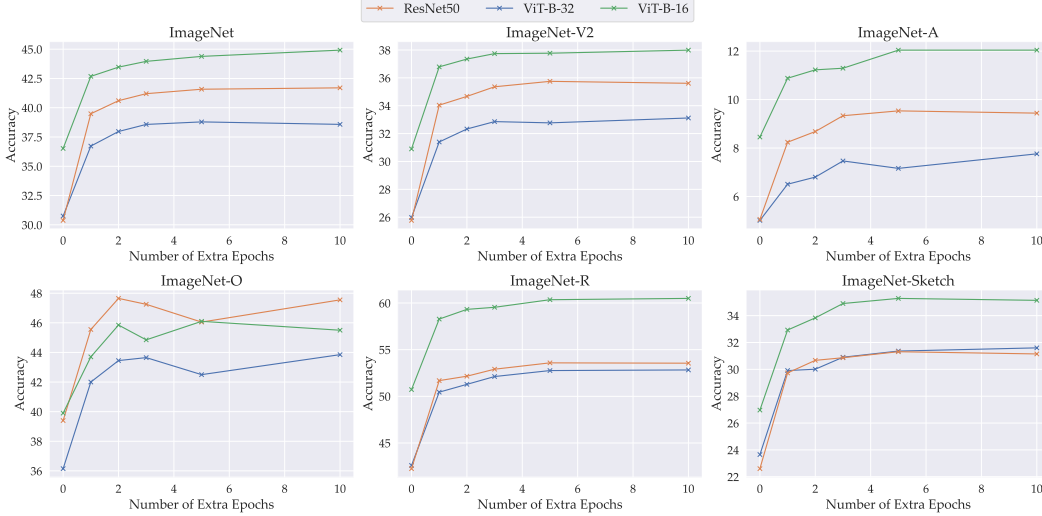 ResNet50 ViT-B-32 ViT-B-16
ImageNet ImageNet-V2 ImageNet-A
45.0 42.5 40.0 37.5 35.0 32.5 30.0
Accuracy
0 2 4 6 8 10
Number of Extra Epochs
38 36 34 32 30 28 26
Accuracy
0 2 4 6 8 10
Number of Extra Epochs
12 10 8 6
Accuracy
0 2 4 6 8 10
Number of Extra Epochs
ImageNet-O ImageNet-R ImageNet-Sketch
48 46 44 42 40 38 36
Accuracy
0 2 4 6 8 10
Number of Extra Epochs
60 55 50 45
Accuracy
0 2 4 6 8 10
Number of Extra Epochs
34 32 30 28 26 24 22
Accuracy
0 2 4 6 8 10
Number of Extra Epochs